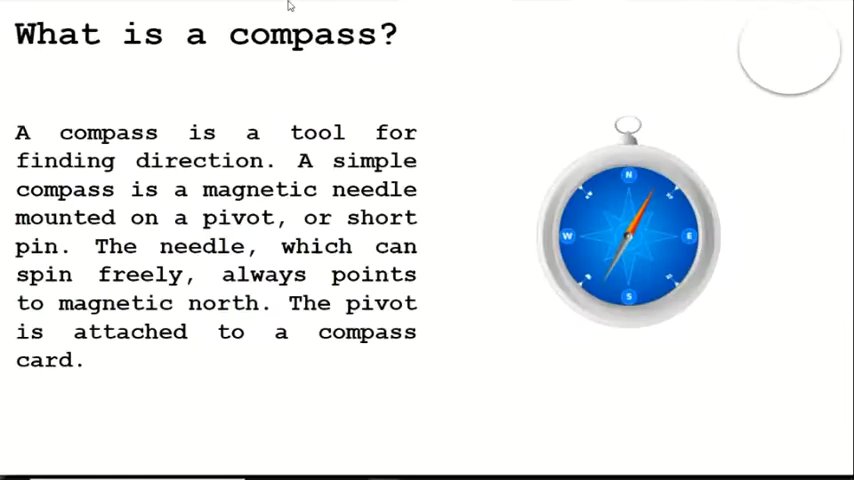 What is a compass?
A compass is a tool for
finding direction. A simple
compass is a magnetic needle
mounted on a pivot, or short
pin. The needle, which can
spin freely, always points
to magnetic north. The pivot
is attached to a compass
card.
N
W
E
S